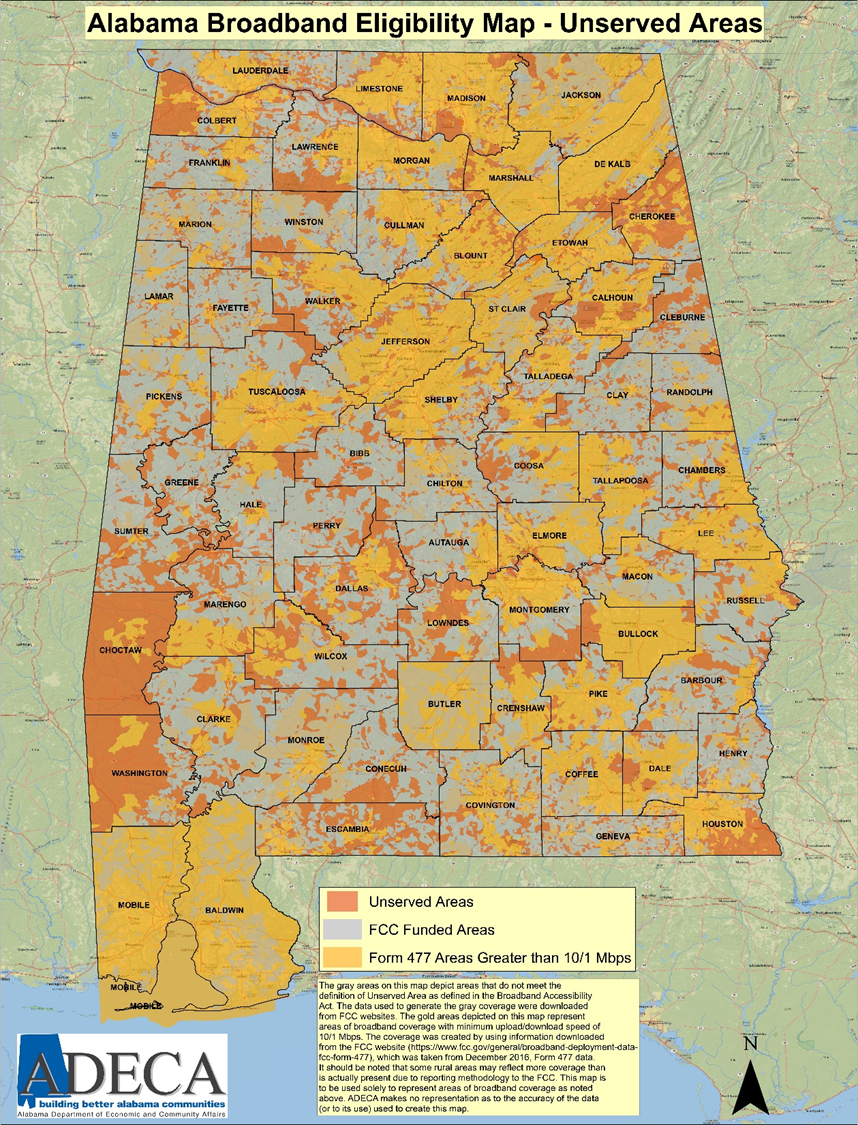 Alabama Broadband Eligibility Map - Unserved Areas
LAUDERDALE
LIMESTONE
MADISON
JACKSON
COLBERT
LAWRENCE
FRANKLIN
MORGAN
MARSHALL
DE KALB
MARION
WINSTON
CULLMAN
CHEROKEE
BLOUNT
ETOWAH
LAMAR
FAYETTE
WALKER
ST CLAIR
CALHOUN
CLEBURNE
JEFFERSON
PICKENS
TUSCALOOSA
SHELBY
TALLADEGA
CLAY
RANDOLPH
GREENE
HALE
BIBB
CHILTON
COOSA
TALLAPOOSA
CHAMBERS
SUMTER
PERRY
AUTAUGA
ELMORE
LEE
MARENGO
DALLAS
LOWNDES
MONTGOMERY
MACON
RUSSELL
BULLOCK
CHOCTAW
WILCOX
CLARKE
BUTLER
CRENSHAW
PIKE
BARBOUR
MONROE
WASHINGTON
CONECUH
COFFEE
DALE
HENRY
COVINGTON
ESCAMBIA
GENEVA
HOUSTON
MOBILE
BALDWIN
MOBILE
MOBILE
Unserved Areas
FCC Funded Areas
Form 477 Areas Greater than 10/1 Mbps
The gray areas on this map depict areas that do not meet the
definition of Unserved Area as defined in the Broadband Accessibility
Act. The data used to generate the gray coverage were downloaded
from FCC websites. The gold areas depicted on this map represent
areas of broadband coverage with minimum upload/download speed of
10/1 Mbps. The coverage was created by using information downloaded
from the FCC website (https://www.fcc.gov/general/broadband-deployment-data-
fcc-form-477), which was taken from December 2016, Form 477 data.
It should be noted that some rural areas may reflect more coverage than
is actually present due to reporting methodology to the FCC. This map is
to be used solely to represent areas of broadband coverage as noted
above. ADECA makes no representation as to the accuracy of the data
(or to its use) used to create this map.
N
ADECA
building better alabama communities
Alabama Department of Economic and Community Affairs